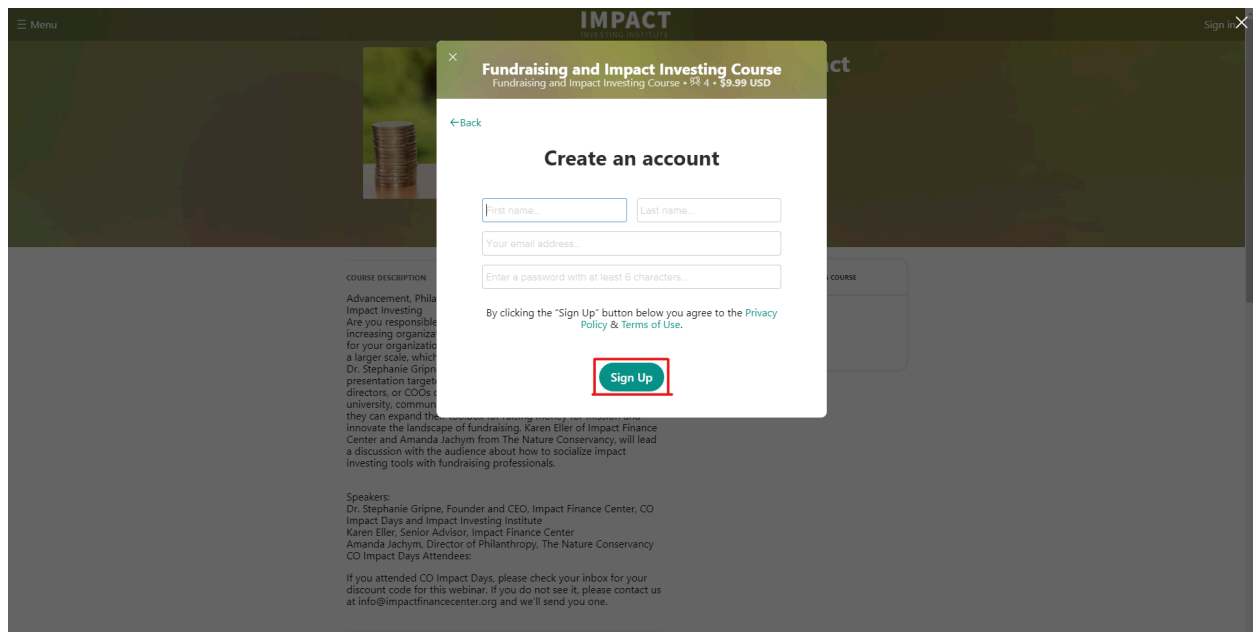 ☰ Menu
IMPACT
INVESTING INSTITUTE
Sign in
act
Fundraising and Impact Investing Course
Fundraising and Impact Investing Course • 4 • $9.99 USD
←Back
Create an account
First name...
Last name...
Your email address...
Enter a password with at least 6 characters...
By clicking the "Sign Up" button below you agree to the Privacy
Policy & Terms of Use.
Sign Up
COURSE DESCRIPTION
COURSE
Advancement, Phila
Impact Investing
Are you responsible
increasing organiza
for your organizatio
a larger scale, which
Dr. Stephanie Gripn
presentation targete
directors, or COOs o
university, commun
they can expand their toolbox for raising money for mission and
innovate the landscape of fundraising. Karen Eller of Impact Finance
Center and Amanda Jachym from The Nature Conservancy, will lead
a discussion with the audience about how to socialize impact
investing tools with fundraising professionals.
Speakers:
Dr. Stephanie Gripne, Founder and CEO, Impact Finance Center, CO
Impact Days and Impact Investing Institute
Karen Eller, Senior Advisor, Impact Finance Center
Amanda Jachym, Director of Philanthropy, The Nature Conservancy
CO Impact Days Attendees:
If you attended CO Impact Days, please check your inbox for your
discount code for this webinar. If you do not see it, please contact us
at info@impactfinancecenter.org and we'll send you one.